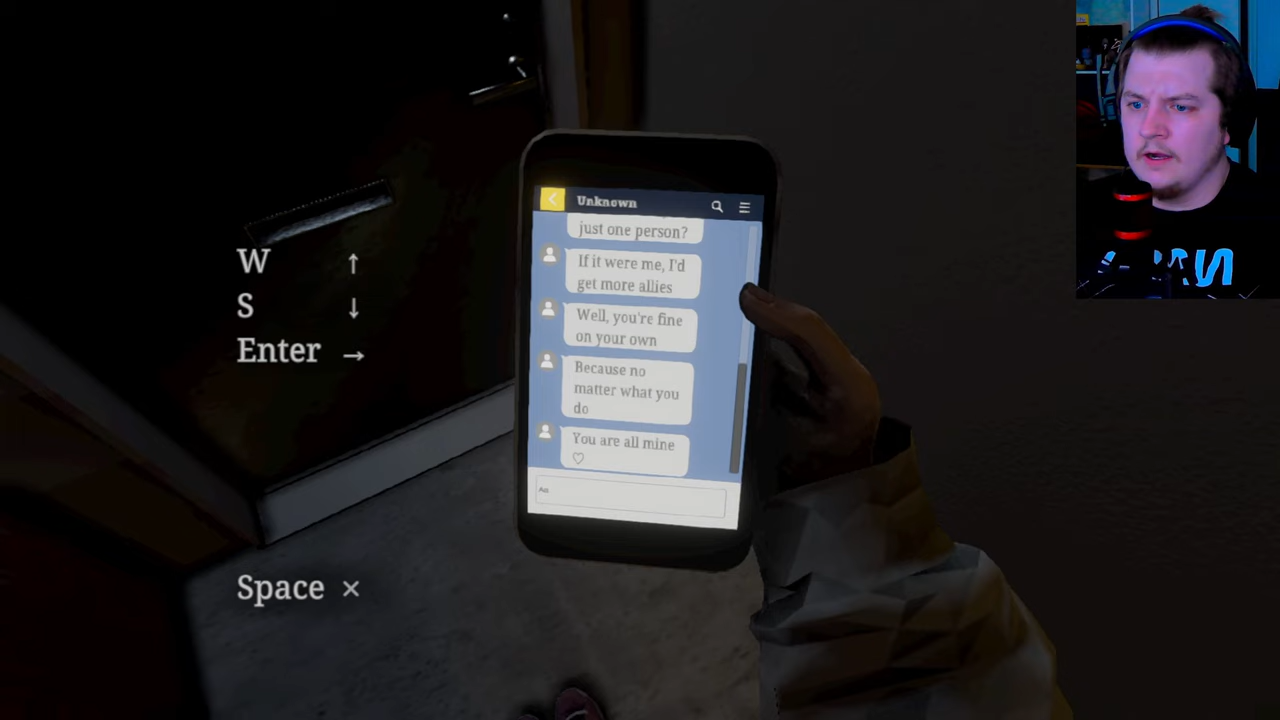 Unknown
just one person?
If it were me, I'd
get more allies
Well, you're fine
on your own
Because no
matter what you
do
You are all mine
♡
Aa
W ↑
S ↓
Enter →
Space ×